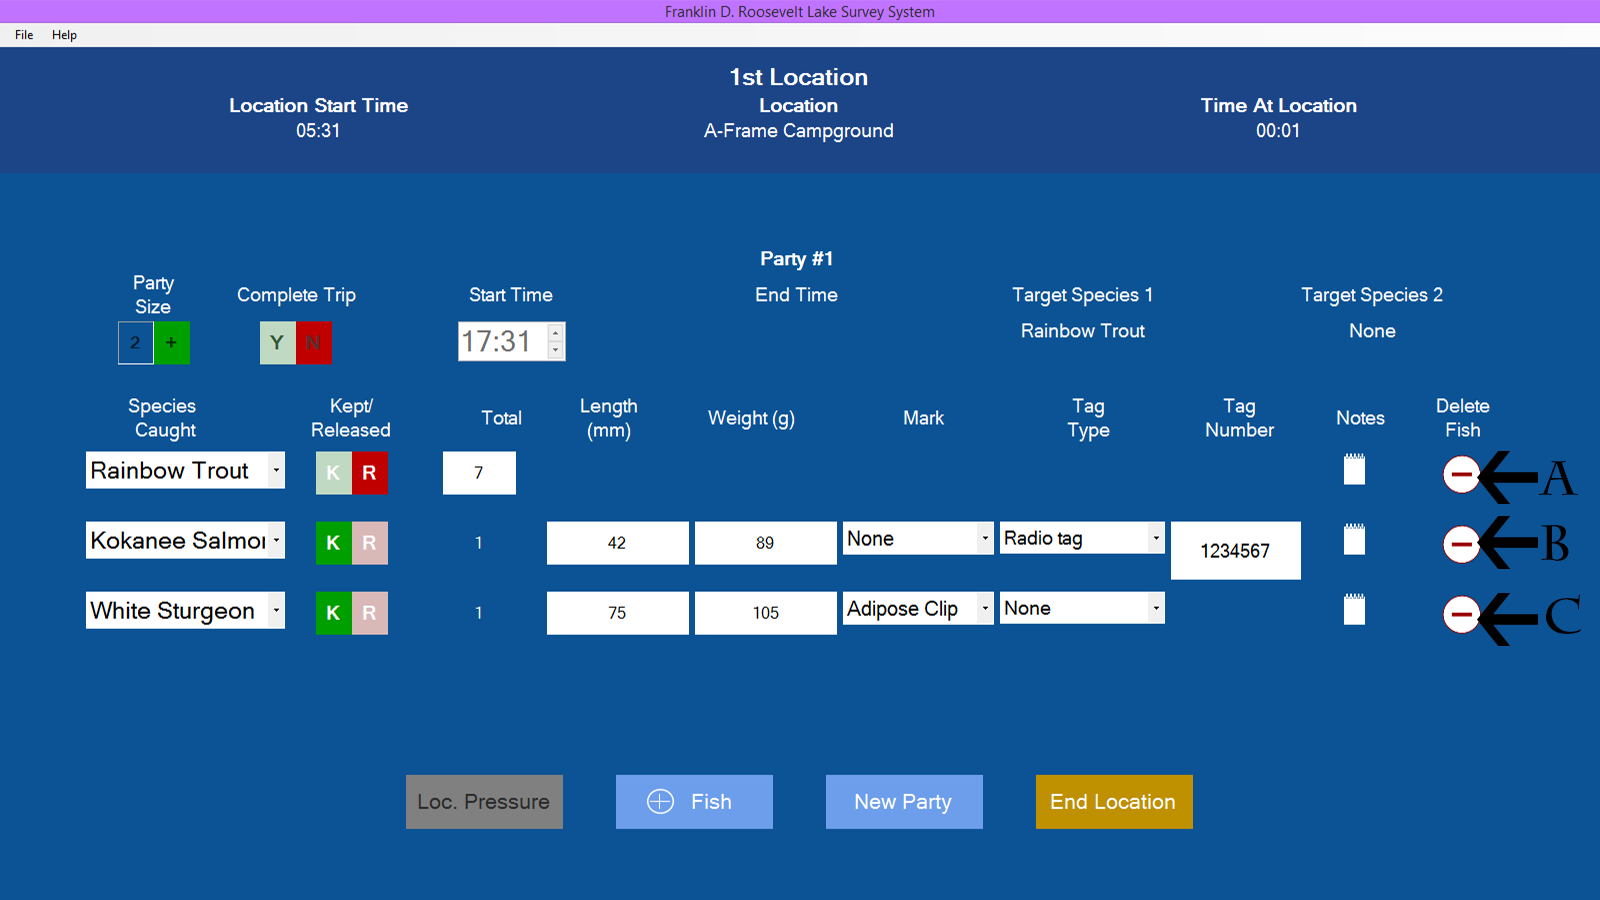 Franklin D. Roosevelt Lake Survey System
File Help
1st Location
Location Start Time Location Time At Location
05:31 A-Frame Campground 00:01
Party #1
Party
Size
Complete Trip Start Time End Time Target Species 1 Target Species 2
2 + Y N 17:31 Rainbow Trout None
Species
Caught
Kept/
Released
Total
Length
(mm)
Weight (g)
Mark
Tag
Type
Tag
Number
Notes
Delete
Fish
Rainbow Trout K R 7 A
Kokanee Salmo K R 1 42 89 None Radio tag 1234567 B
White Sturgeon K R 1 75 105 Adipose Clip None C
Loc. Pressure Fish New Party End Location